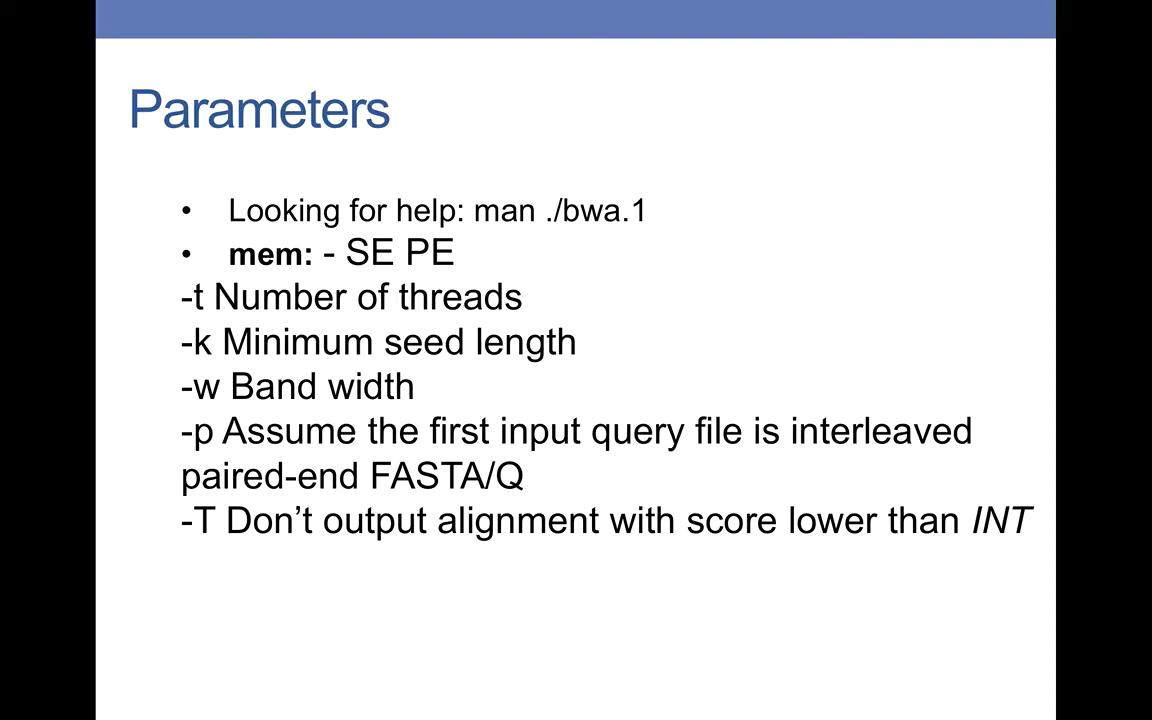 Parameters
• Looking for help: man ./bwa.1
• mem: - SE PE
-t Number of threads
-k Minimum seed length
-w Band width
-p Assume the first input query file is interleaved
paired-end FASTA/Q
-T Don’t output alignment with score lower than INT